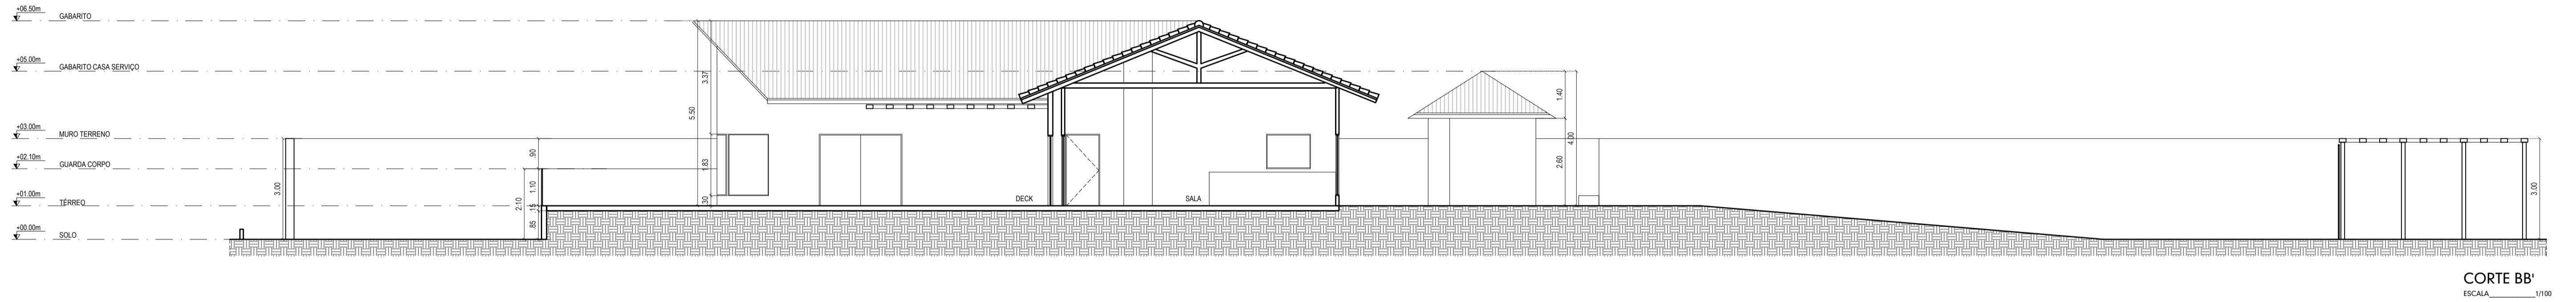 +06.50m GABARITO
+05.00m GABARITO CASA SERVIÇO
+03.00m MURO TERRENO
+02.10m GUARDA CORPO
+01.00m TÉRREO
+00.00m SOLO
3.00
2.10
.90
1.10
.15
.85
5.50
3.37
1.83
.30
DECK
SALA
1.40
2.60
4.00
3.00
CORTE BB'
ESCALA____________1/100